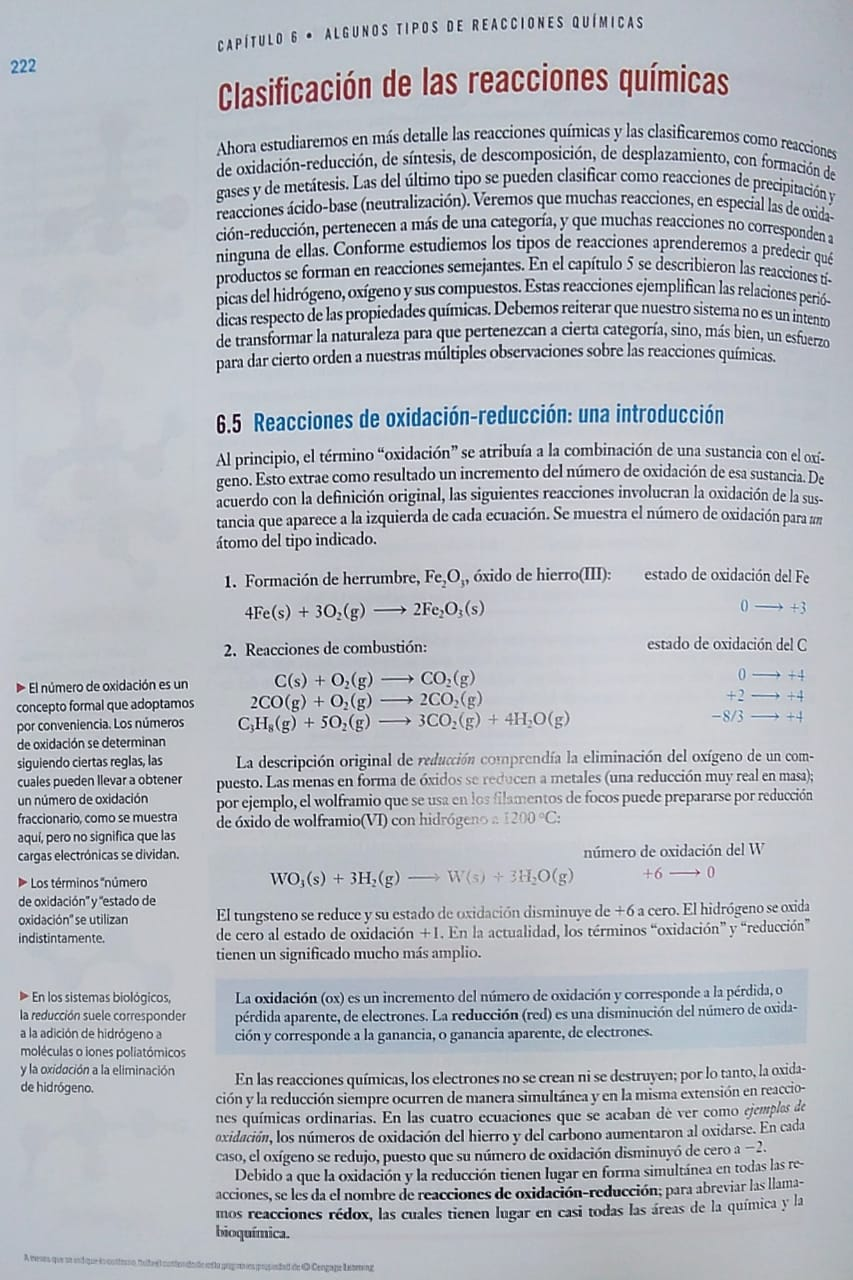 CAPÍTULO 6 • ALGUNOS TIPOS DE REACCIONES QUÍMICAS
222
Clasificación de las reacciones químicas
Ahora estudiaremos en más detalle las reacciones químicas y las clasificaremos como reacciones
de oxidación-reducción, de síntesis, de descomposición, de desplazamiento, con formación de
gases y de metátesis. Las del último tipo se pueden clasificar como reacciones de precipitación y
reacciones ácido-base (neutralización). Veremos que muchas reacciones, en especial las de oxida-
ción-reducción, pertenecen a más de una categoría, y que muchas reacciones no corresponden a
ninguna de ellas. Conforme estudiemos los tipos de reacciones aprenderemos a predecir qué
productos se forman en reacciones semejantes. En el capítulo 5 se describieron las reacciones tí-
picas del hidrógeno, oxígeno y sus compuestos. Estas reacciones ejemplifican las relaciones perió-
dicas respecto de las propiedades químicas. Debemos reiterar que nuestro sistema no es un intento
de transformar la naturaleza para que pertenezcan a cierta categoría, sino, más bien, un esfuerzo
para dar cierto orden a nuestras múltiples observaciones sobre las reacciones químicas.
6.5 Reacciones de oxidación-reducción: una introducción
Al principio, el término “oxidación” se atribuía a la combinación de una sustancia con el oxí-
geno. Esto extrae como resultado un incremento del número de oxidación de esa sustancia. De
acuerdo con la definición original, las siguientes reacciones involucran la oxidación de la sus-
tancia que aparece a la izquierda de cada ecuación. Se muestra el número de oxidación para un
átomo del tipo indicado.
1. Formación de herrumbre, Fe₂O₃, óxido de hierro(III): estado de oxidación del Fe
4Fe(s) + 3O₂(g) ⟶ 2Fe₂O₃(s) 0 ⟶ +3
2. Reacciones de combustión: estado de oxidación del C
C(s) + O₂(g) ⟶ CO₂(g) 0 ⟶ +4
2CO(g) + O₂(g) ⟶ 2CO₂(g) +2 ⟶ +4
C₃H₈(g) + 5O₂(g) ⟶ 3CO₂(g) + 4H₂O(g) −8/3 ⟶ +4
▶ El número de oxidación es un
concepto formal que adoptamos
por conveniencia. Los números
de oxidación se determinan
siguiendo ciertas reglas, las
cuales pueden llevar a obtener
un número de oxidación
fraccionario, como se muestra
aquí, pero no significa que las
cargas electrónicas se dividan.
▶ Los términos “número
de oxidación” y “estado de
oxidación” se utilizan
indistintamente.
La descripción original de reducción comprendía la eliminación del oxígeno de un com-
puesto. Las menas en forma de óxidos se reducen a metales (una reducción muy real en masa);
por ejemplo, el wolframio que se usa en los filamentos de focos puede prepararse por reducción
de óxido de wolframio(VI) con hidrógeno a 1200 °C:
número de oxidación del W
WO₃(s) + 3H₂(g) ⟶ W(s) + 3H₂O(g) +6 ⟶ 0
El tungsteno se reduce y su estado de oxidación disminuye de +6 a cero. El hidrógeno se oxida
de cero al estado de oxidación +1. En la actualidad, los términos “oxidación” y “reducción”
tienen un significado mucho más amplio.
▶ En los sistemas biológicos,
la reducción suele corresponder
a la adición de hidrógeno a
moléculas o iones poliatómicos
y la oxidación a la eliminación
de hidrógeno.
La oxidación (ox) es un incremento del número de oxidación y corresponde a la pérdida, o
pérdida aparente, de electrones. La reducción (red) es una disminución del número de oxida-
ción y corresponde a la ganancia, o ganancia aparente, de electrones.
En las reacciones químicas, los electrones no se crean ni se destruyen; por lo tanto, la oxida-
ción y la reducción siempre ocurren de manera simultánea y en la misma extensión en reaccio-
nes químicas ordinarias. En las cuatro ecuaciones que se acaban de ver como ejemplos de
oxidación, los números de oxidación del hierro y del carbono aumentaron al oxidarse. En cada
caso, el oxígeno se redujo, puesto que su número de oxidación disminuyó de cero a −2.
Debido a que la oxidación y la reducción tienen lugar en forma simultánea en todas las re-
acciones, se les da el nombre de reacciones de oxidación-reducción; para abreviar las llama-
mos reacciones rédox, las cuales tienen lugar en casi todas las áreas de la química y la
bioquímica.
A menos que se indique lo contrario, todo el contenido de esta página es propiedad de © Cengage Learning